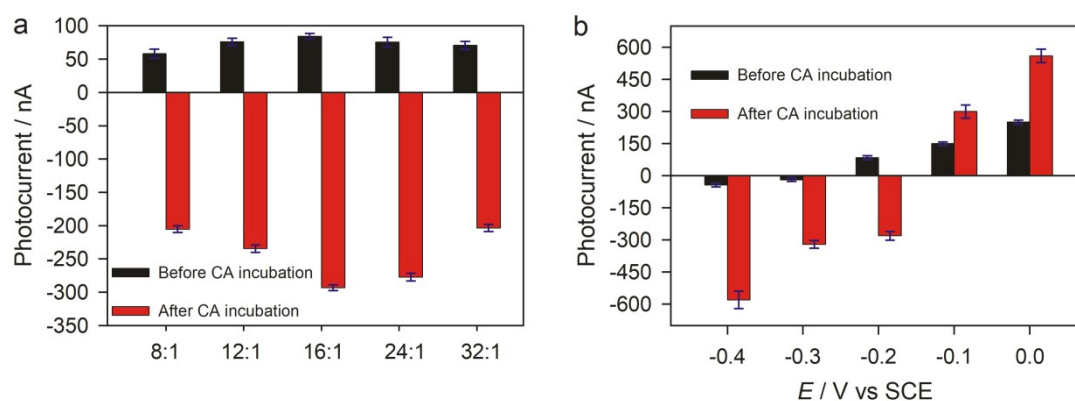 a
Photocurrent / nA
100
50
0
-50
-100
-150
-200
-250
-300
-350
Before CA incubation
After CA incubation
8:1 12:1 16:1 24:1 32:1
b
Photocurrent / nA
600
450
300
150
0
-150
-300
-450
-600
Before CA incubation
After CA incubation
-0.4 -0.3 -0.2 -0.1 0.0
E / V vs SCE